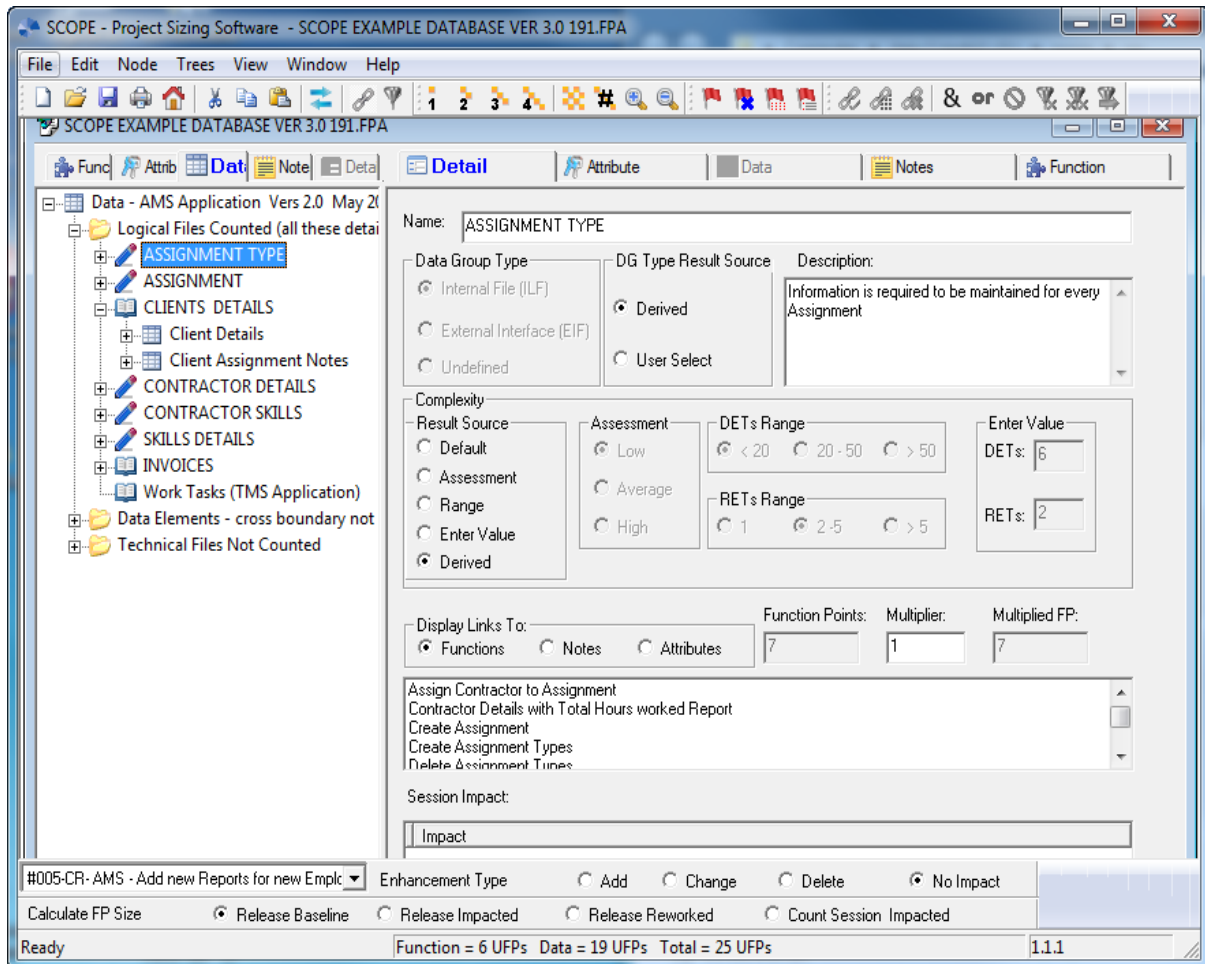 SCOPE - Project Sizing Software - SCOPE EXAMPLE DATABASE VER 3.0 191.FPA
File Edit Node Trees View Window Help
1 2 3 4 # & or
SCOPE EXAMPLE DATABASE VER 3.0 191.FPA
Func Attrib Data Note Detai
Detail Attribute Data Notes Function
Data - AMS Application Vers 2.0 May 20
Logical Files Counted (all these detai
ASSIGNMENT TYPE
ASSIGNMENT
CLIENTS DETAILS
Client Details
Client Assignment Notes
CONTRACTOR DETAILS
CONTRACTOR SKILLS
SKILLS DETAILS
INVOICES
Work Tasks (TMS Application)
Data Elements - cross boundary not
Technical Files Not Counted
Name: ASSIGNMENT TYPE
Data Group Type
Internal File (ILF)
External Interface (EIF)
Undefined
DG Type Result Source
Derived
User Select
Description:
Information is required to be maintained for every
Assignment
Complexity
Result Source
Default
Assessment
Range
Enter Value
Derived
Assessment
Low
Average
High
DETs Range
< 20 20 - 50 > 50
RETs Range
1 2 -5 > 5
Enter Value
DETs: 6
RETs: 2
Display Links To:
Functions Notes Attributes
Function Points: Multiplier: Multiplied FP:
7 1 7
Assign Contractor to Assignment
Contractor Details with Total Hours worked Report
Create Assignment
Create Assignment Types
Delete Assignment Types
Session Impact:
Impact
#005-CR- AMS - Add new Reports for new Emplc Enhancement Type Add Change Delete No Impact
Calculate FP Size Release Baseline Release Impacted Release Reworked Count Session Impacted
Ready Function = 6 UFPs Data = 19 UFPs Total = 25 UFPs 1.1.1